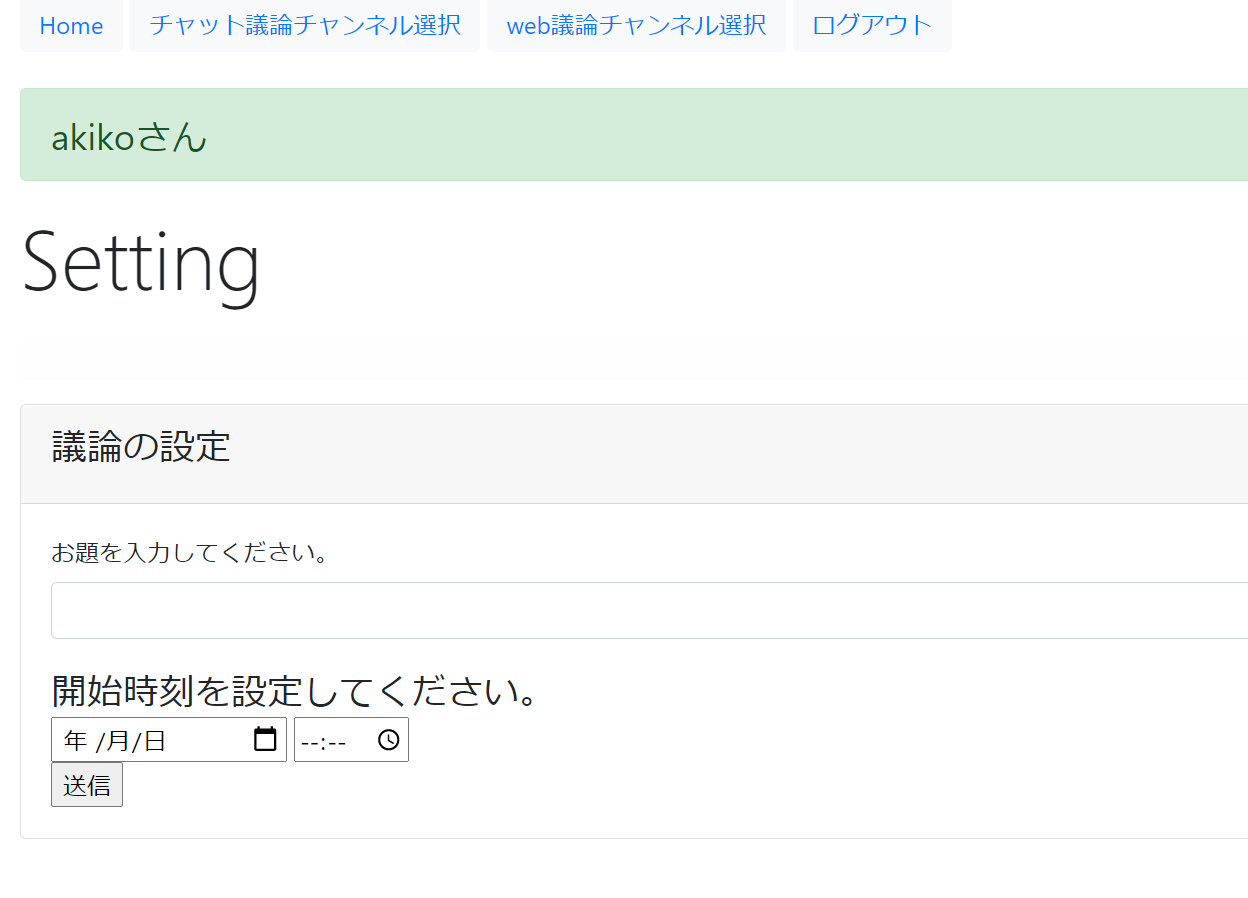 Home チャット議論チャンネル選択 web議論チャンネル選択 ログアウト
akikoさん
Setting
議論の設定
お題を入力してください。
開始時刻を設定してください。
年 /月/日 --:--
送信